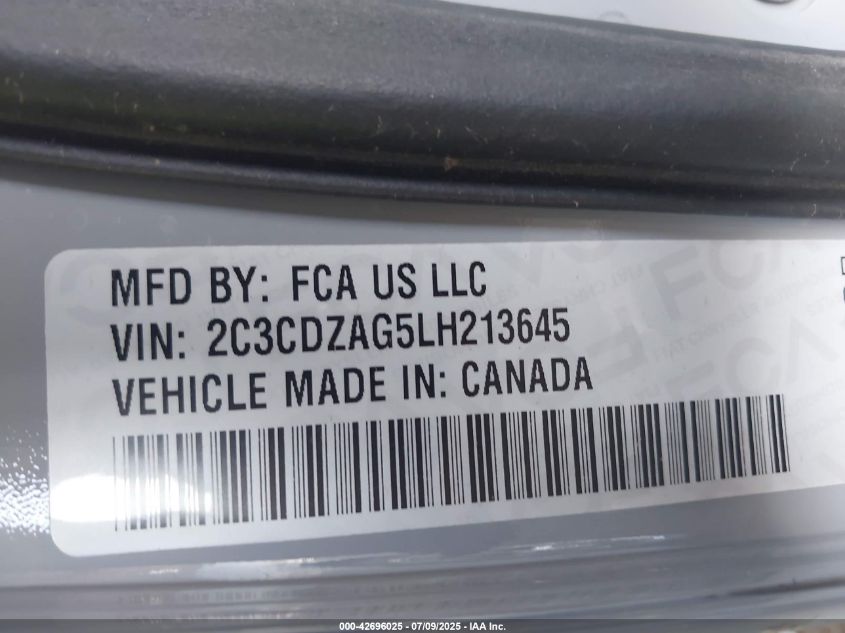 MFD BY: FCA US LLC
VIN: 2C3CDZAG5LH213645
VEHICLE MADE IN: CANADA
000-42696025 - 07/09/2025 - IAA Inc.